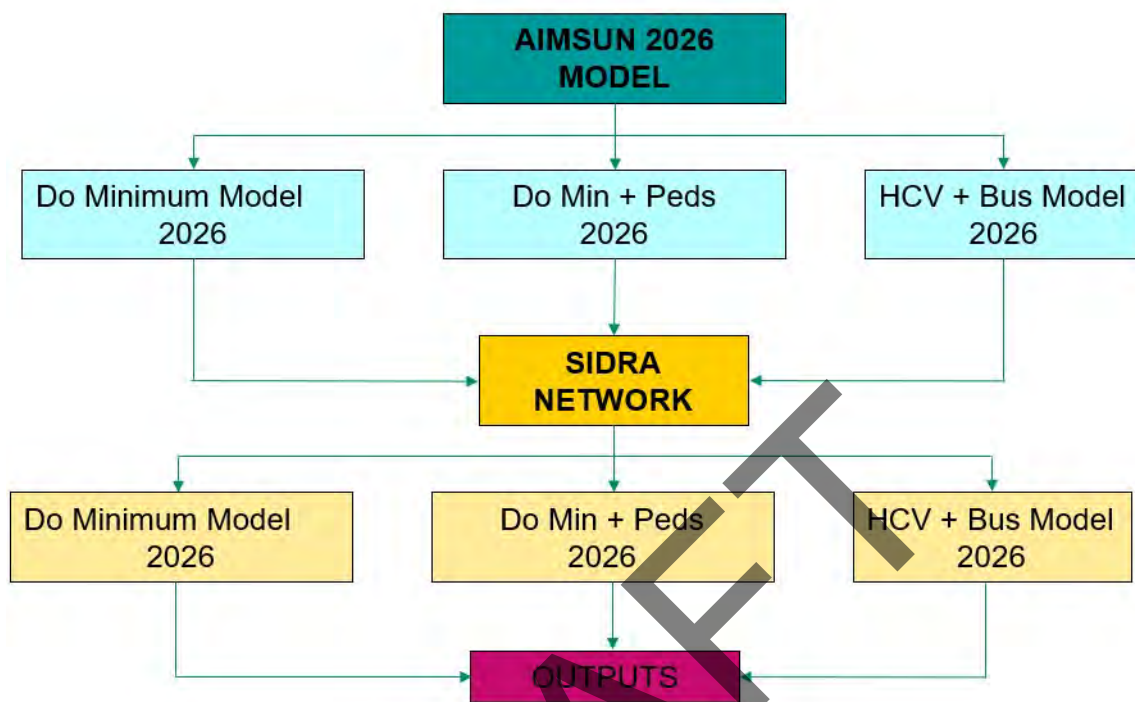 AIMSUN 2026
MODEL
Do Minimum Model
2026
Do Min + Peds
2026
HCV + Bus Model
2026
SIDRA
NETWORK
Do Minimum Model
2026
Do Min + Peds
2026
HCV + Bus Model
2026
OUTPUTS